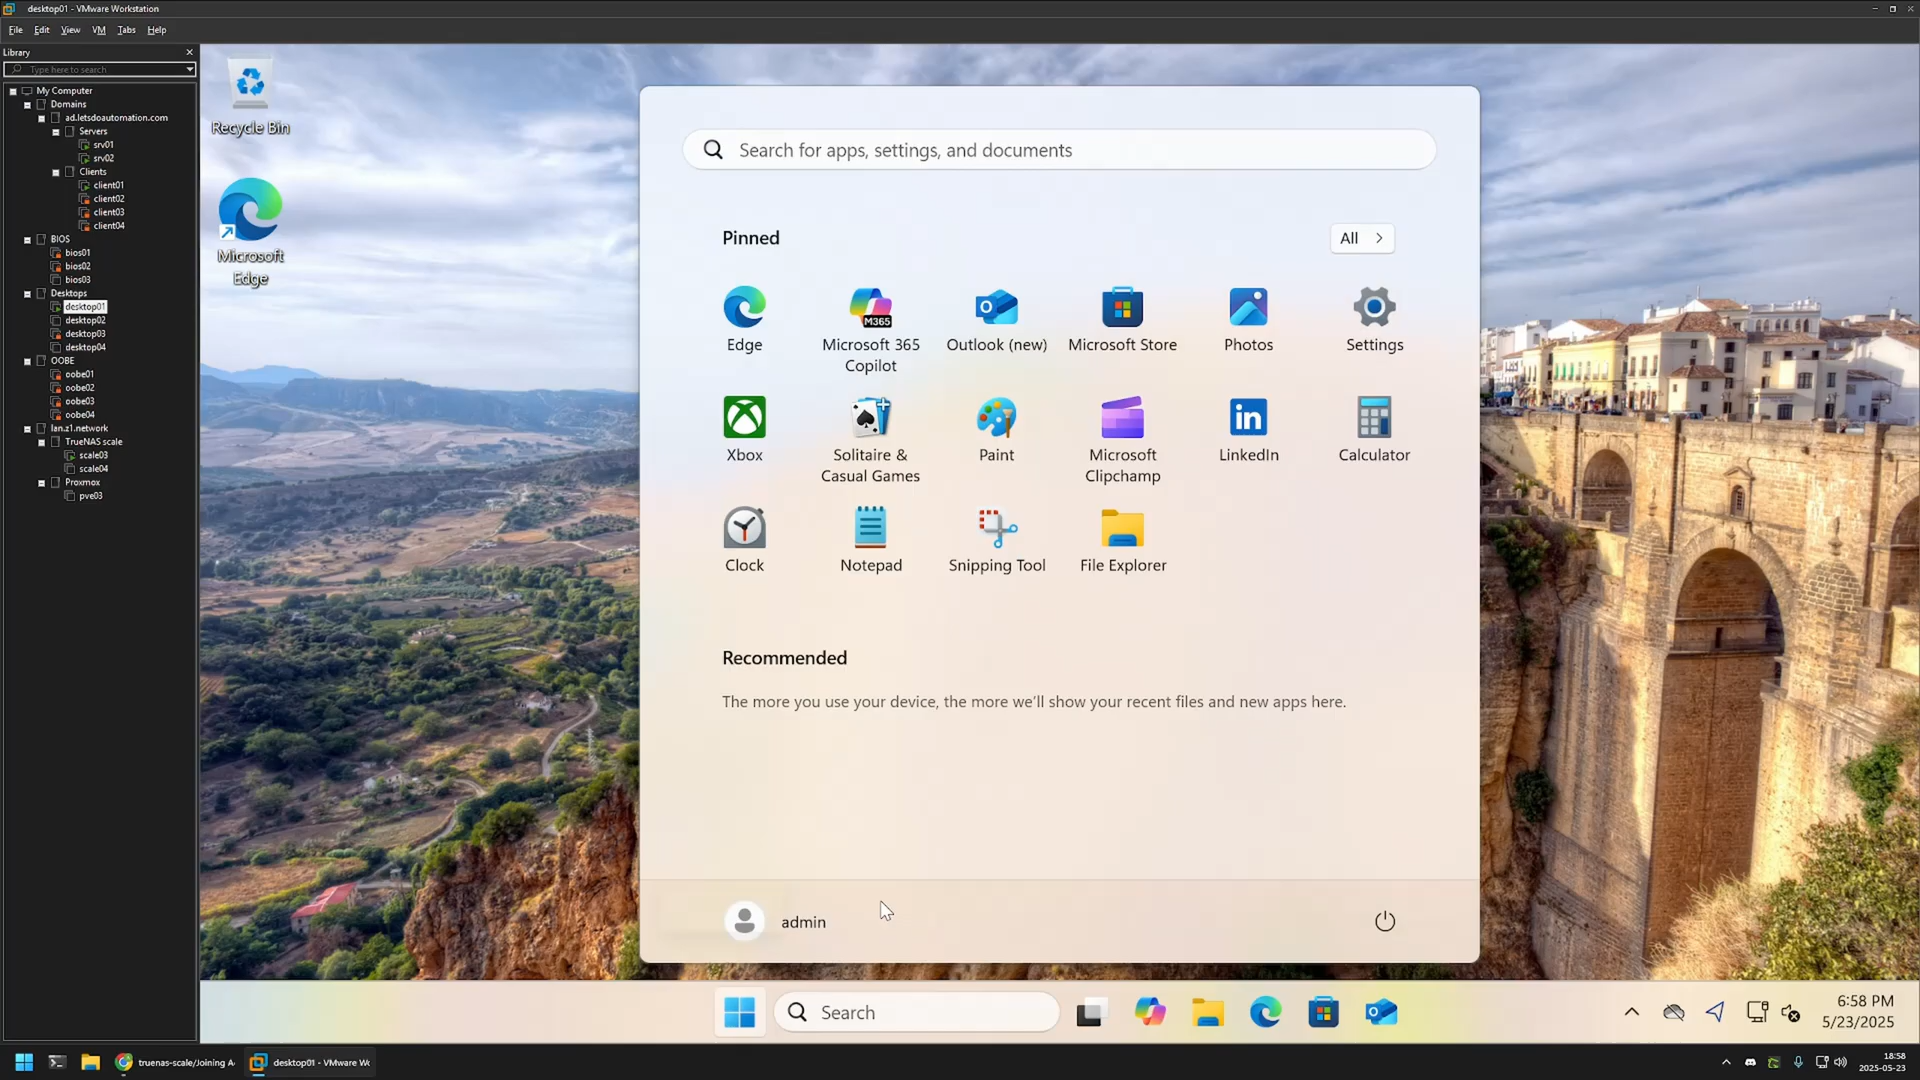 desktop01 - VMware Workstation
File Edit View VM Tabs Help
Library
Type here to search
My Computer
Domains
ad.letsdoautomation.com
Servers
srv01
srv02
Clients
client01
client02
client03
client04
BIOS
bios01
bios02
bios03
Desktops
desktop01
desktop02
desktop03
desktop04
OOBE
oobe01
oobe02
oobe03
oobe04
lan.z1.network
TrueNAS scale
scale03
scale04
Proxmox
pve03
Recycle Bin
Microsoft
Edge
Search for apps, settings, and documents
Pinned
All
Edge
Microsoft 365
Copilot
M365
Outlook (new)
Microsoft Store
Photos
Settings
Xbox
Solitaire &
Casual Games
Paint
Microsoft
Clipchamp
LinkedIn
Calculator
Clock
Notepad
Snipping Tool
File Explorer
Recommended
The more you use your device, the more we'll show your recent files and new apps here.
admin
Search
6:58 PM
5/23/2025
truenas-scale/Joining A
desktop01 - VMware Wo
18:58
2025-05-23